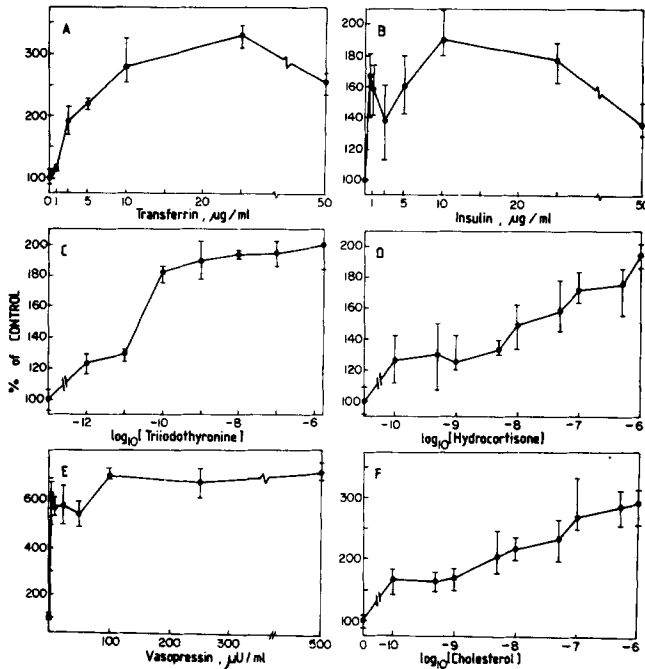 A
300
200
100
0 1 5 10 20 50
Transferrin, µg/ml
B
200
180
160
140
120
100
1 5 10 20 50
Insulin, µg/ml
% of CONTROL
C
200
180
160
140
120
100
-12 -10 -8 -6
log10[Triiodothyronine]
D
200
180
160
140
120
100
-10 -9 -8 -7 -6
log10[Hydrocortisone]
E
600
400
200
100 200 300 500
Vasopressin, µU/ml
F
300
200
100
0 -10 -9 -8 -7 -6
log10[Cholesterol]